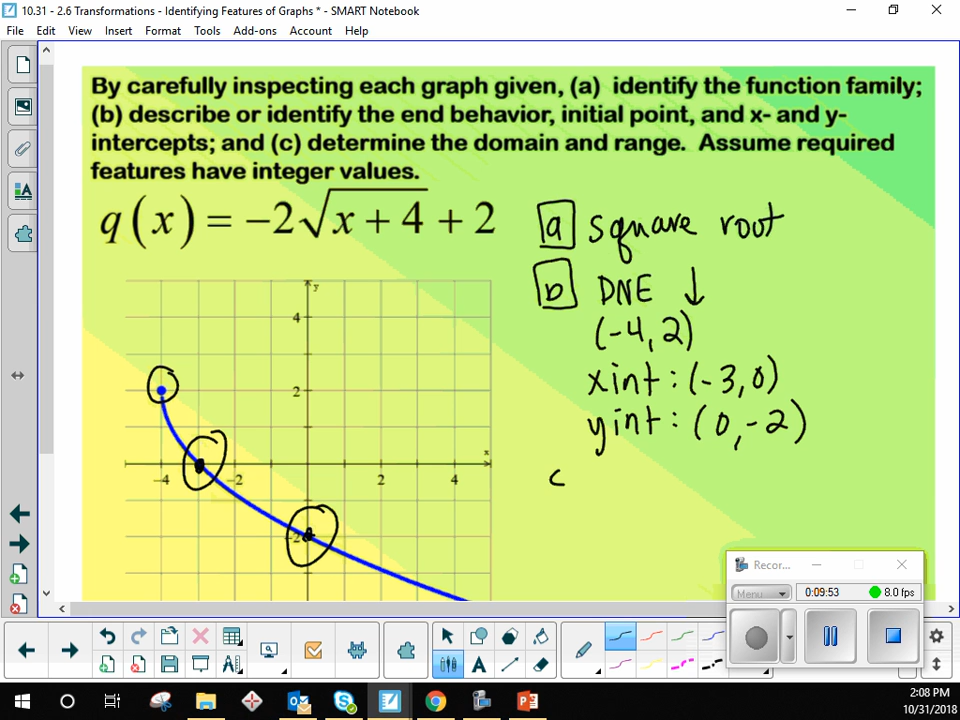 10.31 - 2.6 Transformations - Identifying Features of Graphs * - SMART Notebook
File Edit View Insert Format Tools Add-ons Account Help
By carefully inspecting each graph given, (a) identify the function family;
(b) describe or identify the end behavior, initial point, and x- and y-
intercepts; and (c) determine the domain and range. Assume required
features have integer values.
q(x) = −2√x + 4 + 2
a square root
b DNE ↓
(-4, 2)
x int : (-3, 0)
y int : (0, -2)
c
y
4
2
x
-4 -2 2 4
-2
Recor...
Menu 0:09:53 8.0 fps
A
2:08 PM
10/31/2018